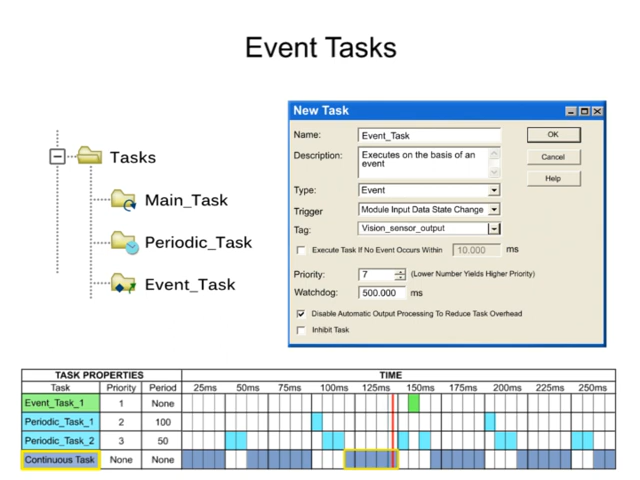 Event Tasks
Tasks
Main_Task
Periodic_Task
Event_Task
New Task
Name: Event_Task
OK
Description: Executes on the basis of an
event
Cancel
Help
Type: Event
Trigger Module Input Data State Change
Tag: Vision_sensor_output
Execute Task If No Event Occurs Within 10.000 ms
Priority: 7 (Lower Number Yields Higher Priority)
Watchdog: 500.000 ms
Disable Automatic Output Processing To Reduce Task Overhead
Inhibit Task
TASK PROPERTIES TIME
Task Priority Period 25ms 50ms 75ms 100ms 125ms 150ms 175ms 200ms 225ms 250ms
Event_Task_1 1 None
Periodic_Task_1 2 100
Periodic_Task_2 3 50
Continuous Task None None